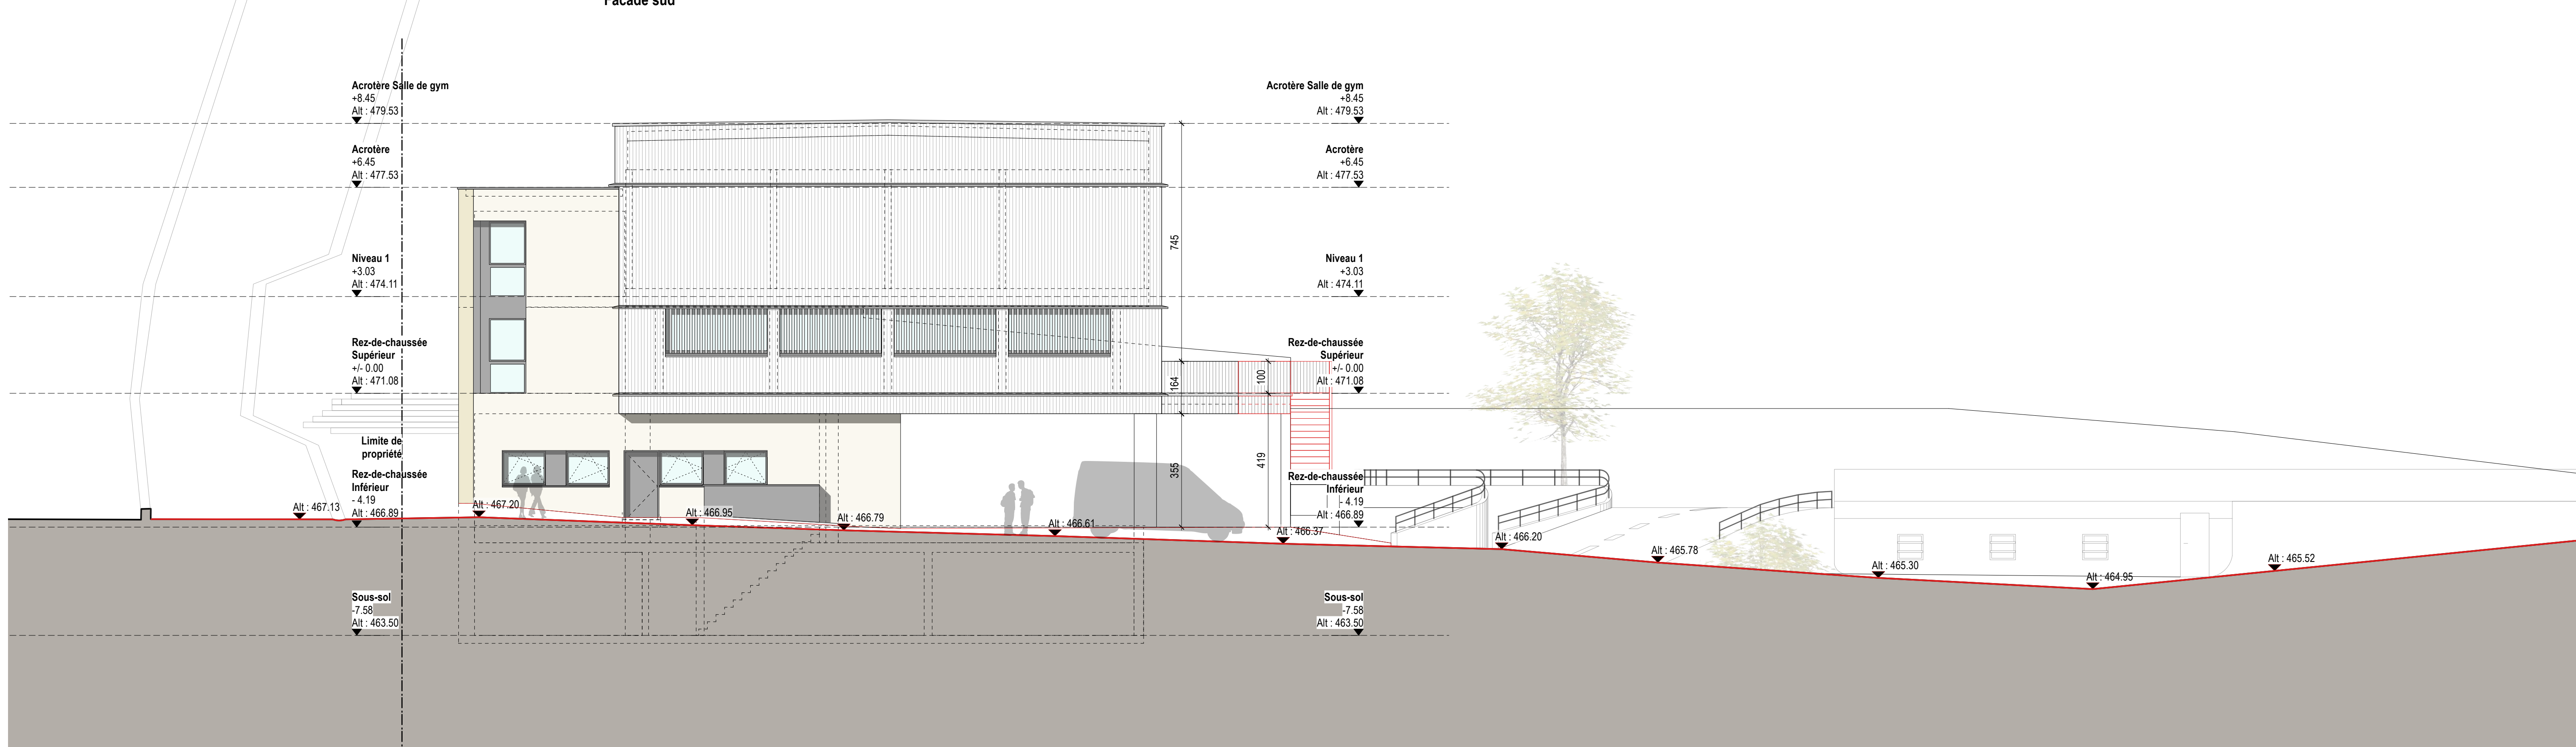 Façade sud
Acrotère Salle de gym
+8.45
Alt : 479.53
Acrotère
+6.45
Alt : 477.53
Niveau 1
+3.03
Alt : 474.11
Rez-de-chaussée
Supérieur
+/- 0.00
Alt : 471.08
Limite de
propriété
Rez-de-chaussée
Inférieur
- 4.19
Alt : 466.89
Sous-sol
-7.58
Alt : 463.50
Acrotère Salle de gym
+8.45
Alt : 479.53
Acrotère
+6.45
Alt : 477.53
Niveau 1
+3.03
Alt : 474.11
Rez-de-chaussée
Supérieur
+/- 0.00
Alt : 471.08
Rez-de-chaussée
Inférieur
- 4.19
Alt : 466.89
Sous-sol
-7.58
Alt : 463.50
745
164
100
355
419
Alt : 467.13
Alt : 467.20
Alt : 466.95
Alt : 466.79
Alt : 466.61
Alt : 466.37
Alt : 466.20
Alt : 465.78
Alt : 465.30
Alt : 464.95
Alt : 465.52